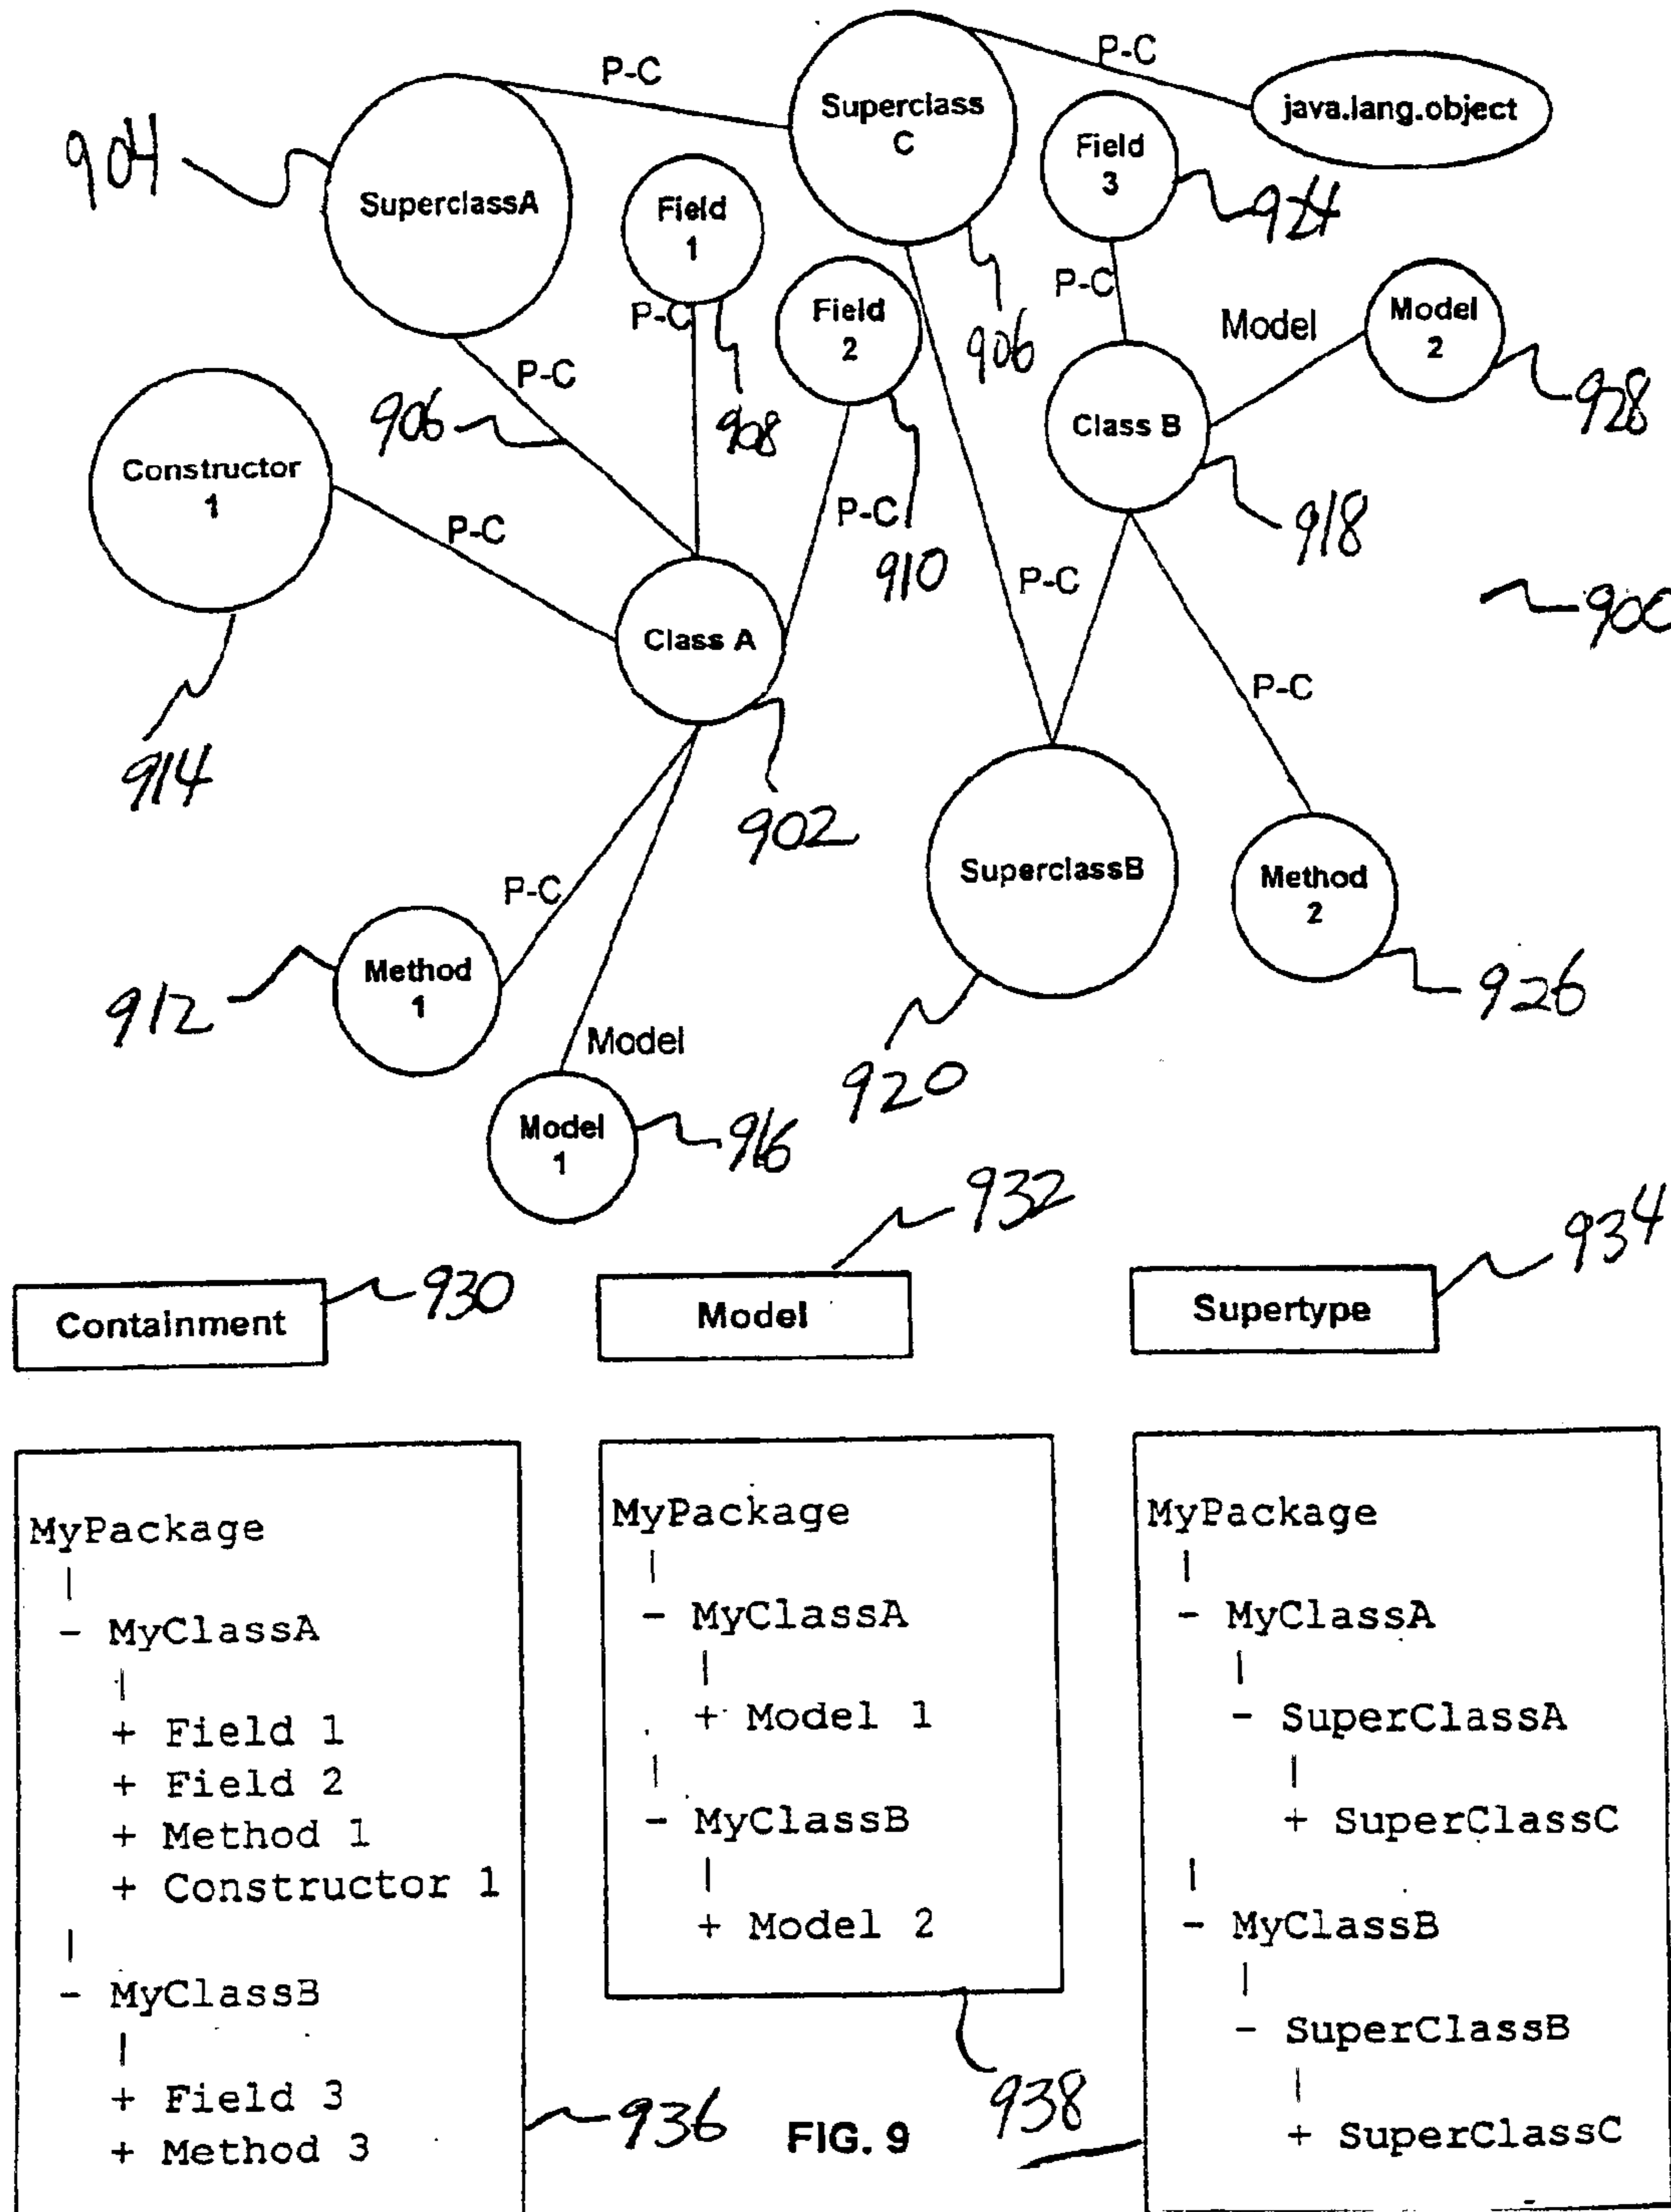 P-C
P-C
Superclass
C
java.lang.object
904
SuperclassA
Field
1
Field
3
924
P-C
P-C
Field
2
906
Model
Model
2
928
P-C
906
908
Class B
Constructor
1
P-C
P-C
910
P-C
918
900
Class A
P-C
914
902
P-C
SuperclassB
Method
2
Method
1
912
926
Model
920
Model
1
916
932
934
Containment
930
Model
Supertype
MyPackage
|
- MyClassA
|
+ Field 1
+ Field 2
+ Method 1
+ Constructor 1
|
- MyClassB
|
+ Field 3
+ Method 3
936
MyPackage
|
- MyClassA
|
+ Model 1
|
- MyClassB
|
+ Model 2
938
MyPackage
|
- MyClassA
|
- SuperClassA
|
+ SuperClassC
|
- MyClassB
|
- SuperClassB
|
+ SuperClassC
FIG. 9